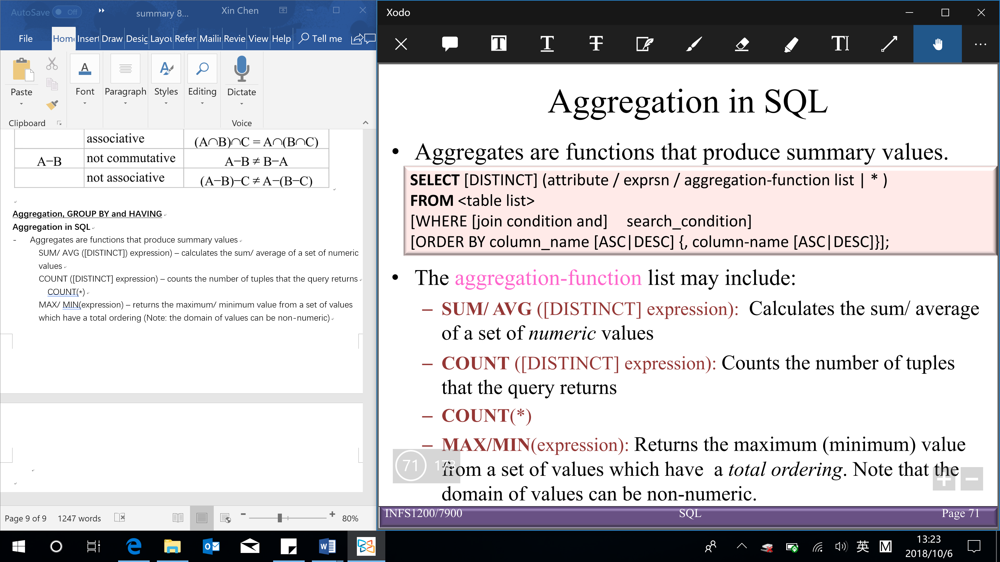 AutoSave Off
summary 8...
Xin Chen
File Home Insert Draw Desig Layou Refer Mailin Revie View Help Tell me
Paste
Font
Paragraph
Styles
Editing
Dictate
Clipboard
Voice
associative (A∩B)∩C = A∩(B∩C)
A−B not commutative A−B ≠ B−A
not associative (A−B)−C ≠ A−(B−C)
Aggregation, GROUP BY and HAVING
Aggregation in SQL
- Aggregates are functions that produce summary values
SUM/ AVG ([DISTINCT]) expression) – calculates the sum/ average of a set of numeric
values
COUNT ([DISTINCT] expression) – counts the number of tuples that the query returns
COUNT(*)
MAX/ MIN(expression) – returns the maximum/ minimum value from a set of values
which have a total ordering (Note: the domain of values can be non-numeric)
Page 9 of 9 1247 words 80%
Xodo
Aggregation in SQL
• Aggregates are functions that produce summary values.
SELECT [DISTINCT] (attribute / exprsn / aggregation-function list | * )
FROM <table list>
[WHERE [join condition and] search_condition]
[ORDER BY column_name [ASC|DESC] {, column-name [ASC|DESC]}];
• The aggregation-function list may include:
– SUM/ AVG ([DISTINCT] expression): Calculates the sum/ average
of a set of numeric values
– COUNT ([DISTINCT] expression): Counts the number of tuples
that the query returns
– COUNT(*)
– MAX/MIN(expression): Returns the maximum (minimum) value
from a set of values which have a total ordering. Note that the
domain of values can be non-numeric.
71 173
INFS1200/7900 SQL Page 71
英 M
13:23
2018/10/6